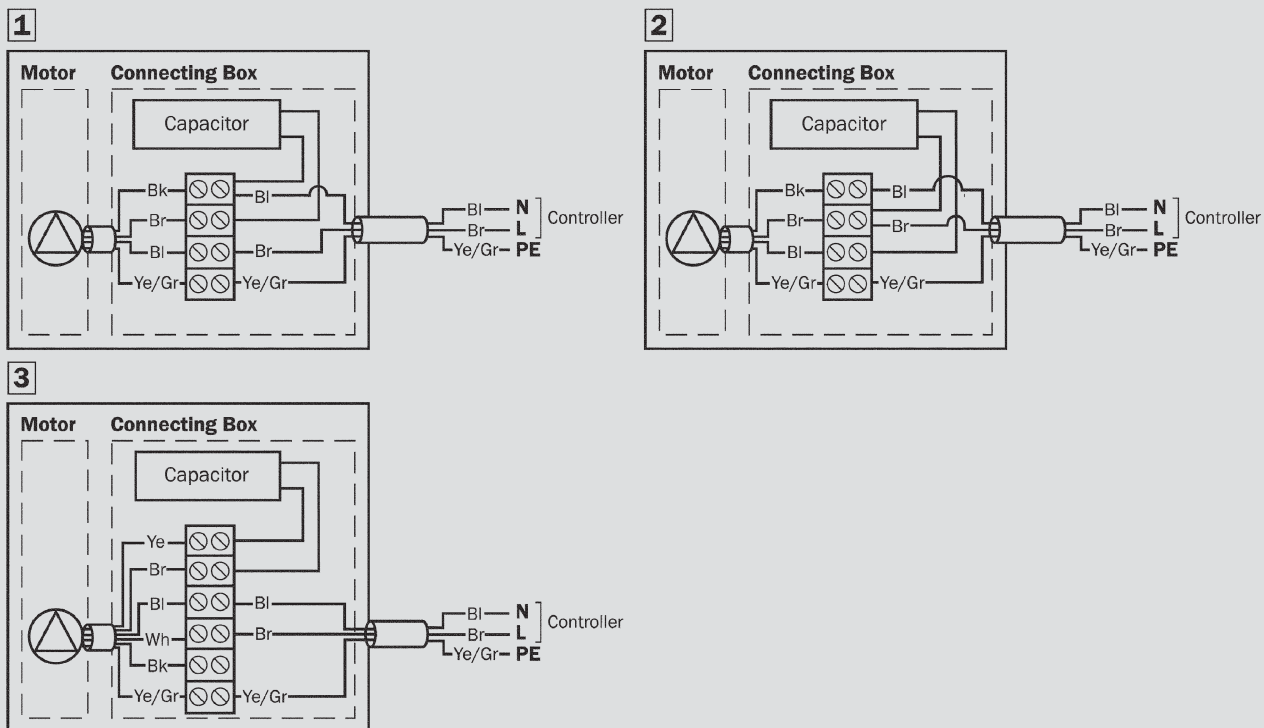 1
Motor Connecting Box
Capacitor
Bk
Bl
Br
Bl
Br
Ye/Gr
Ye/Gr
Bl N
Br L
Ye/Gr PE
Controller
2
Motor Connecting Box
Capacitor
Bk
Bl
Br
Br
Bl
Ye/Gr
Ye/Gr
Bl N
Br L
Ye/Gr PE
Controller
3
Motor Connecting Box
Capacitor
Ye
Br
Bl
Bl
Wh
Br
Bk
Ye/Gr
Ye/Gr
Bl N
Br L
Ye/Gr PE
Controller